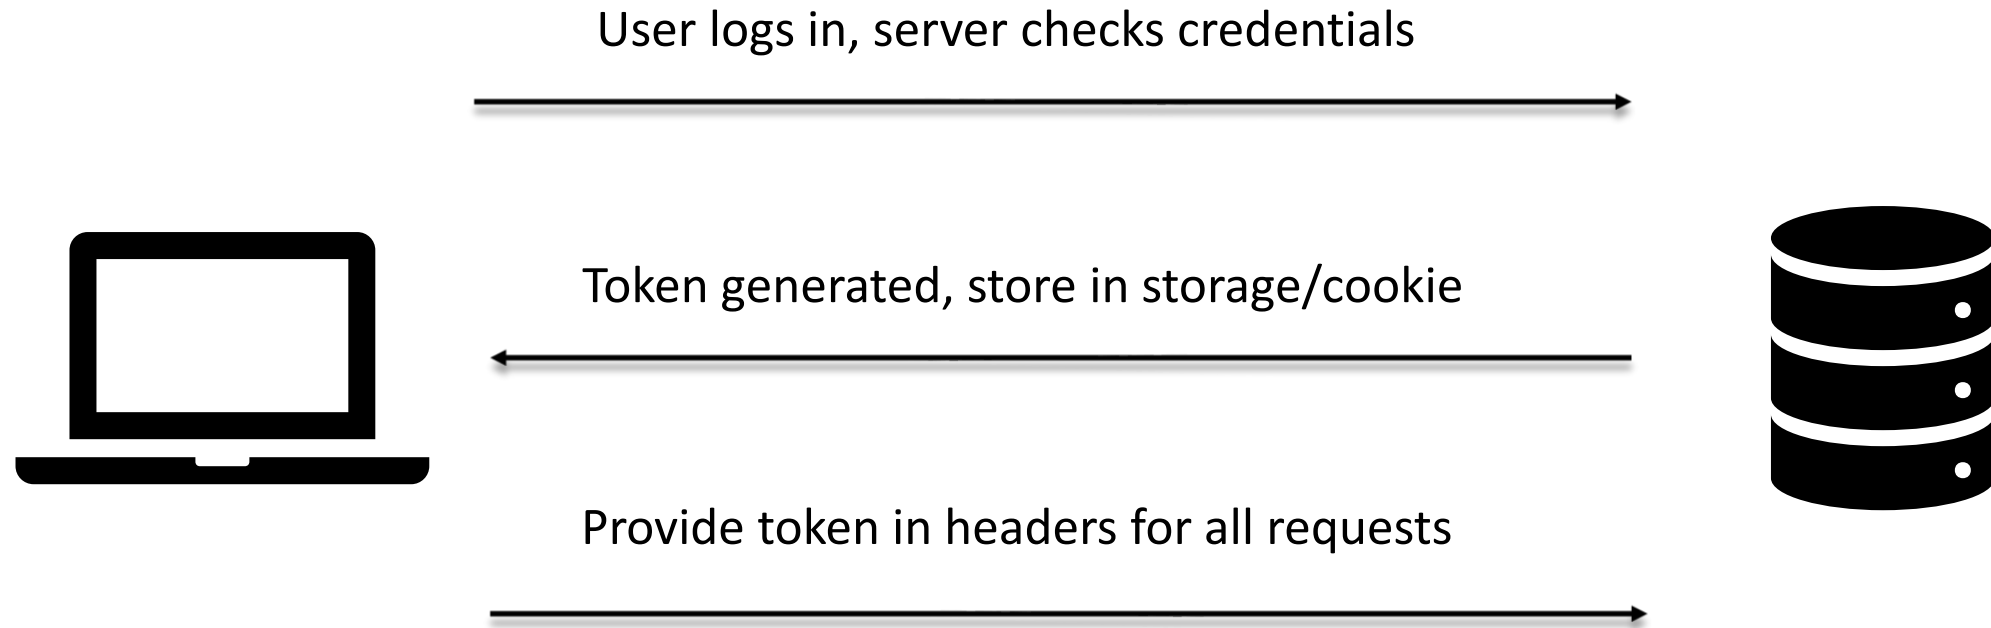 User logs in, server checks credentials
Token generated, store in storage/cookie
Provide token in headers for all requests